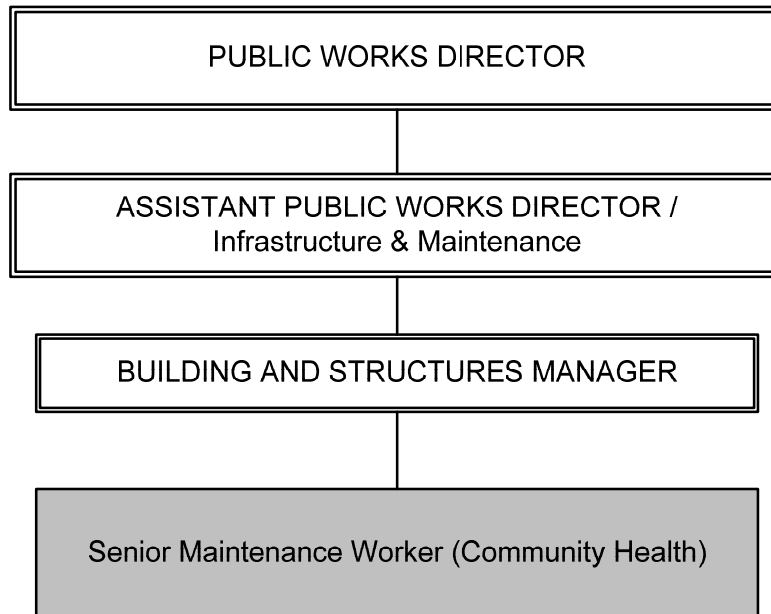 PUBLIC WORKS DIRECTOR
ASSISTANT PUBLIC WORKS DIRECTOR /
Infrastructure & Maintenance
BUILDING AND STRUCTURES MANAGER
Senior Maintenance Worker (Community Health)